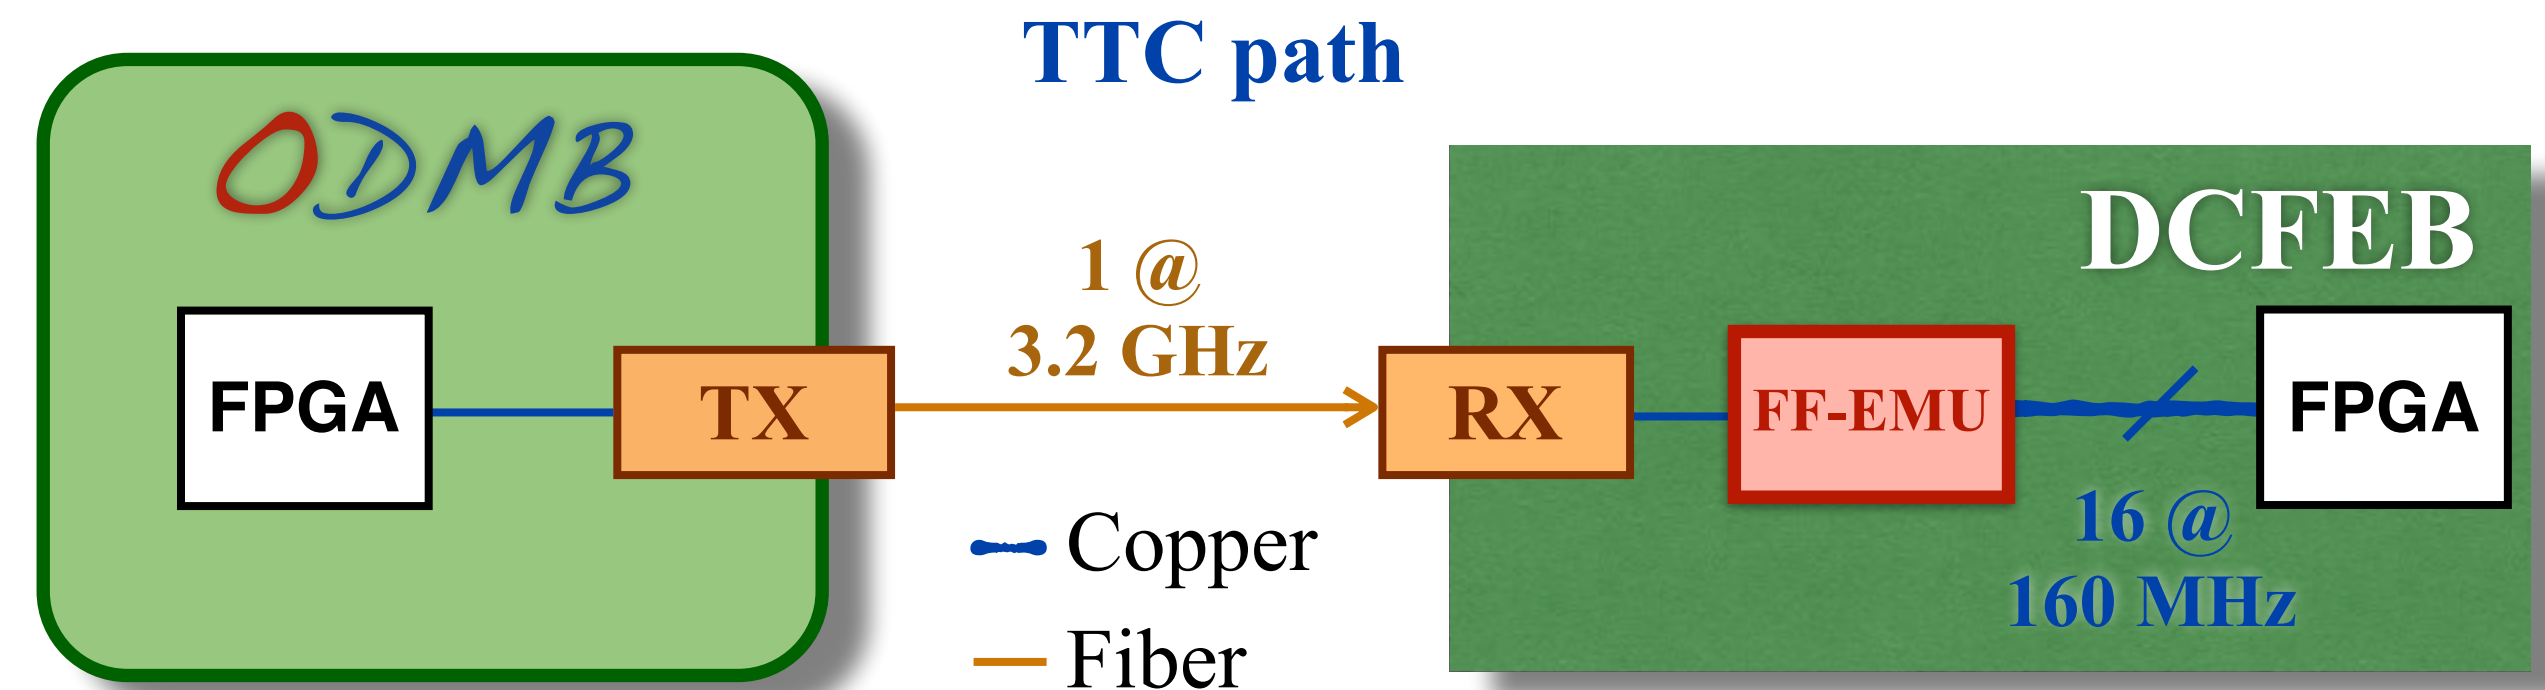 TTC path
ODMB
DCFEB
1 @
3.2 GHz
FPGA
TX
RX
FF-EMU
FPGA
16 @
160 MHz
Copper
Fiber